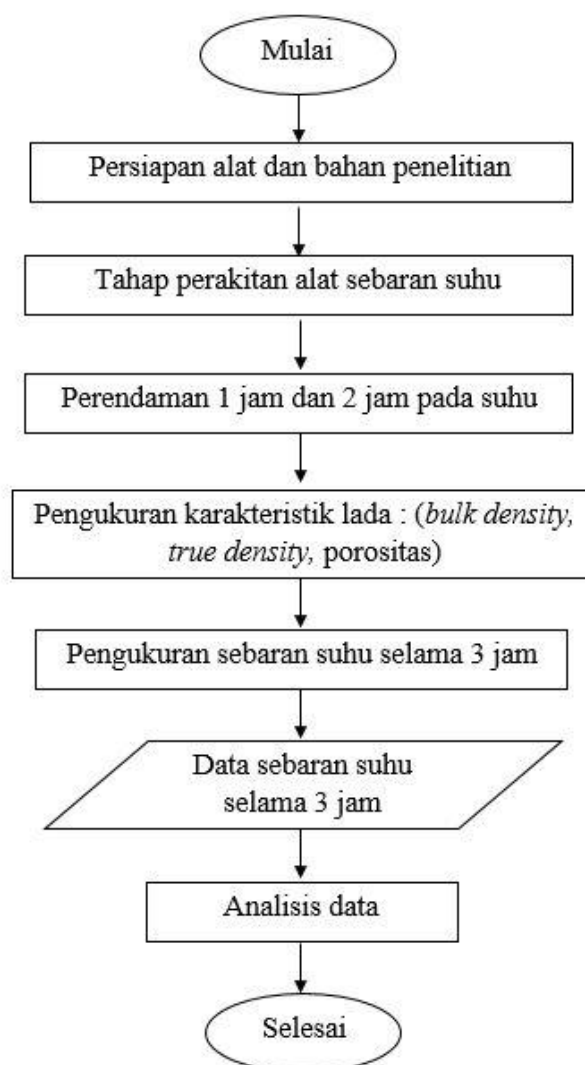 Mulai
Persiapan alat dan bahan penelitian
Tahap perakitan alat sebaran suhu
Perendaman 1 jam dan 2 jam pada suhu
Pengukuran karakteristik lada : (bulk density,
true density, porositas)
Pengukuran sebaran suhu selama 3 jam
Data sebaran suhu
selama 3 jam
Analisis data
Selesai